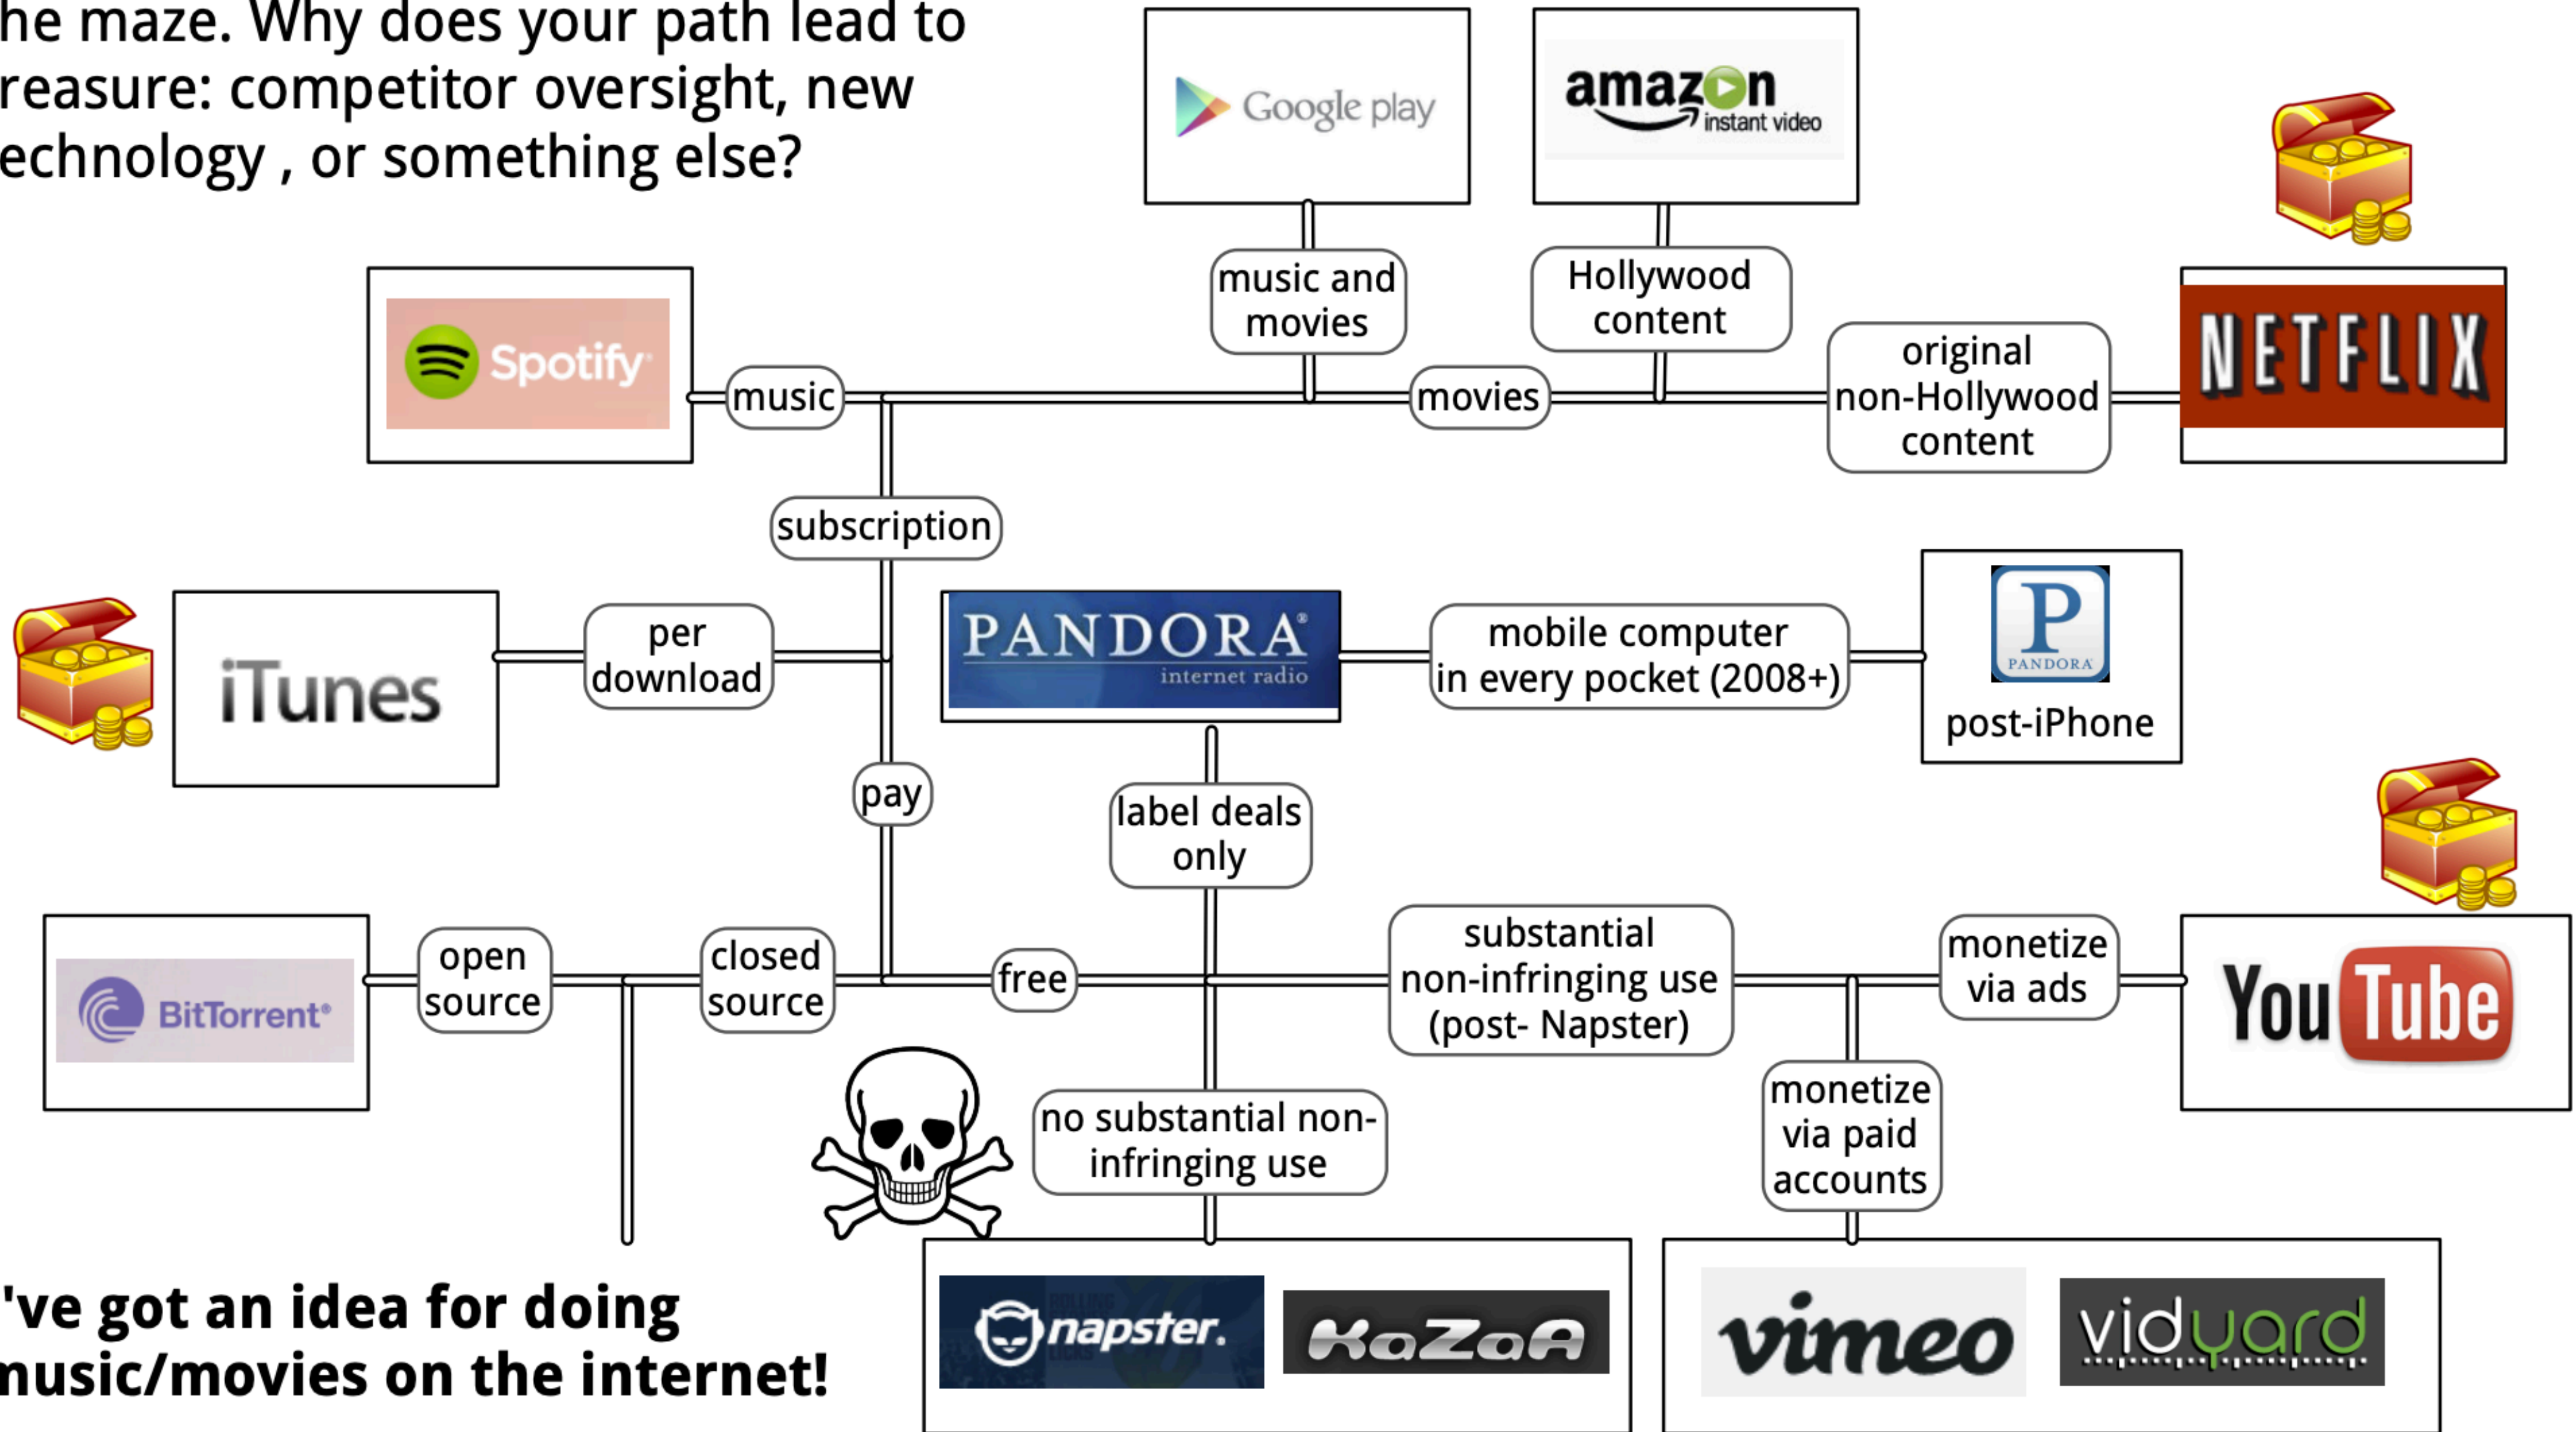 he maze. Why does your path lead to
reasure: competitor oversight, new
echnology , or something else?
Google play
amazon
instant video
music and
movies
Hollywood
content
Spotify
music
movies
original
non-Hollywood
content
NETFLIX
subscription
iTunes
per
download
PANDORA®
internet radio
mobile computer
in every pocket (2008+)
P
PANDORA
post-iPhone
pay
label deals
only
BitTorrent®
open
source
closed
source
free
substantial
non-infringing use
(post- Napster)
monetize
via ads
YouTube
no substantial non-
infringing use
monetize
via paid
accounts
've got an idea for doing
music/movies on the internet!
napster.
KaZaA
vimeo
vidyard